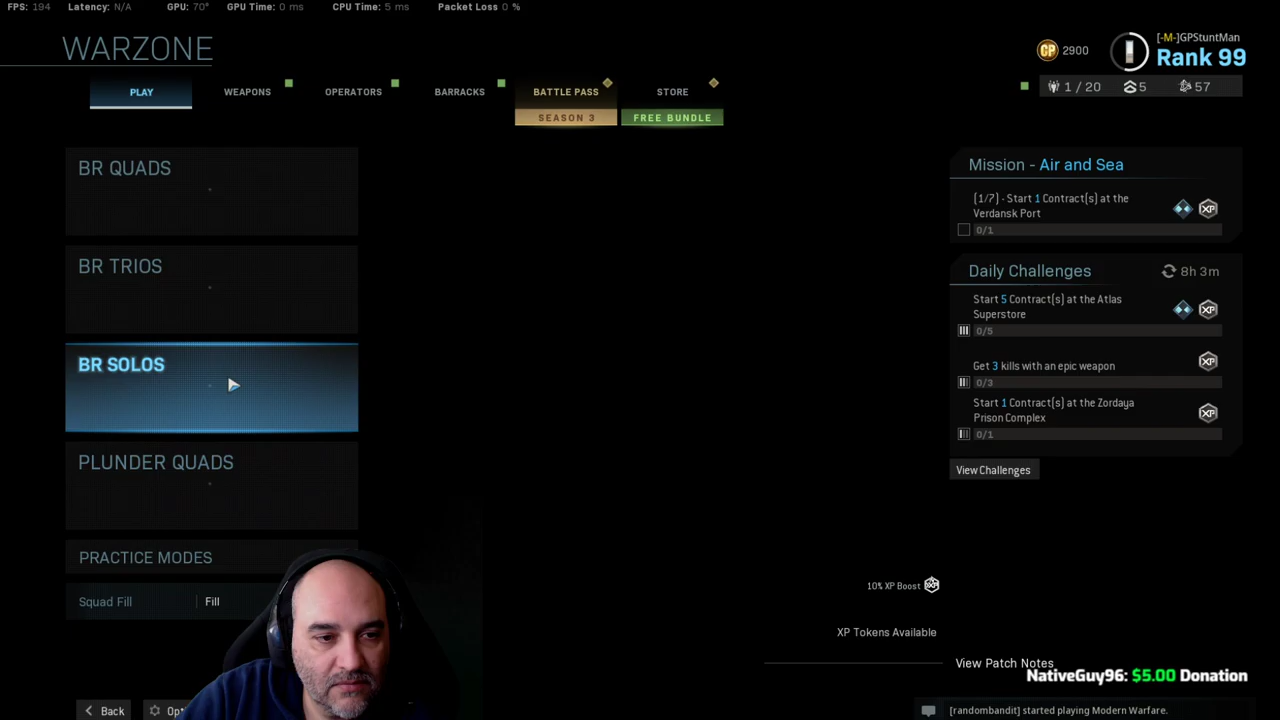 FPS: 194 Latency: N/A GPU: 70° GPU Time: 0 ms CPU Time: 5 ms Packet Loss 0 %
WARZONE
CP 2900
[-M-]GPStuntMan
Rank 99
PLAY
WEAPONS
OPERATORS
BARRACKS
BATTLE PASS
SEASON 3
STORE
FREE BUNDLE
1 / 20 5 57
BR QUADS
BR TRIOS
BR SOLOS
PLUNDER QUADS
PRACTICE MODES
Squad Fill Fill
Back
Mission - Air and Sea
(1/7) - Start 1 Contract(s) at the
Verdansk Port
XP
0/1
Daily Challenges 8h 3m
Start 5 Contract(s) at the Atlas
Superstore
XP
0/5
Get 3 kills with an epic weapon
XP
0/3
Start 1 Contract(s) at the Zordaya
Prison Complex
XP
0/1
View Challenges
10% XP Boost
XP Tokens Available
View Patch Notes
NativeGuy96: $5.00 Donation
[randombandit] started playing Modern Warfare.